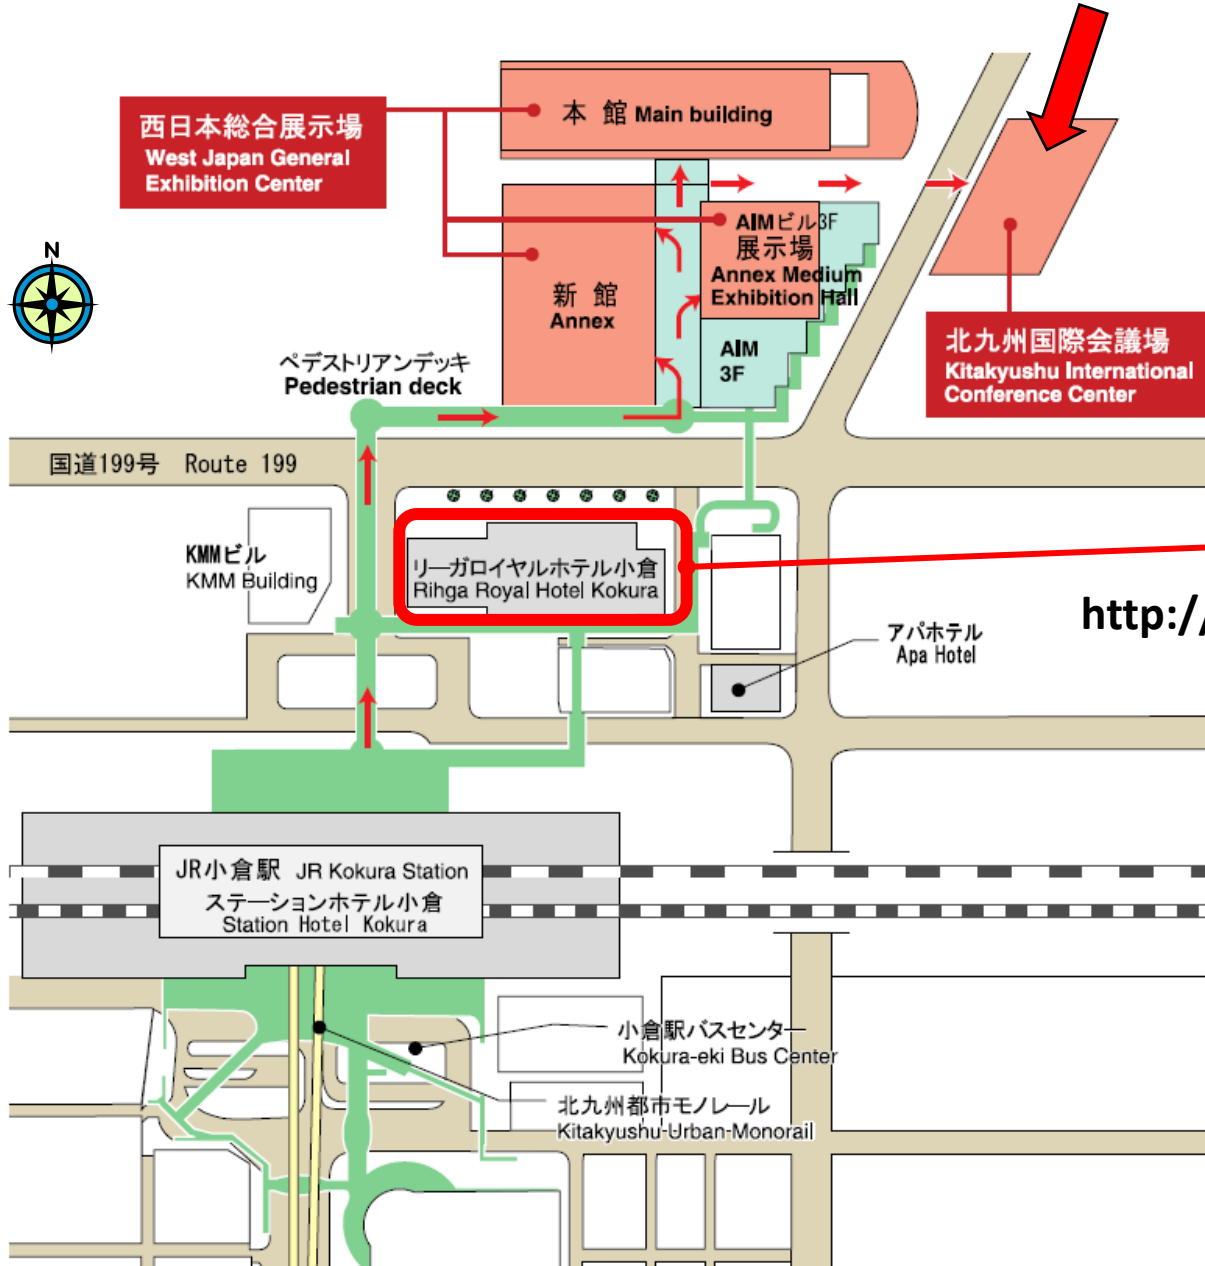 本 館 Main building
西日本総合展示場
West Japan General
Exhibition Center
AIMビル3F
展示場
Annex Medium
Exhibition Hall
N
新 館
Annex
AIM
3F
北九州国際会議場
Kitakyushu International
Conference Center
ペデストリアンデッキ
Pedestrian deck
国道199号 Route 199
KMMビル
KMM Building
リーガロイヤルホテル小倉
Rihga Royal Hotel Kokura
http://
アパホテル
Apa Hotel
JR小倉駅 JR Kokura Station
ステーションホテル小倉
Station Hotel Kokura
小倉駅バスセンター
Kokura-eki Bus Center
北九州都市モノレール
Kitakyushu Urban Monorail